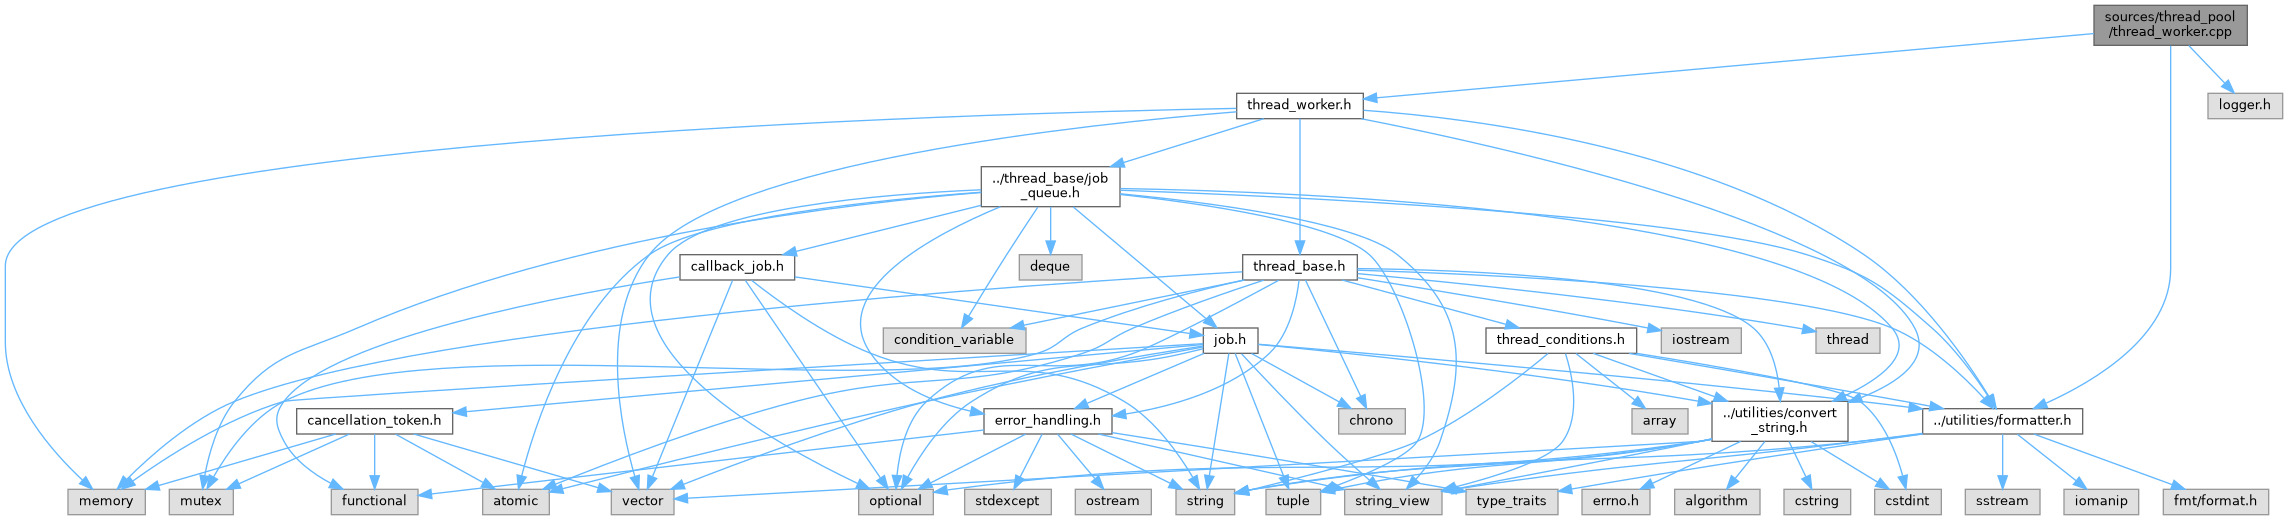 sources/thread_pool
/thread_worker.cpp
thread_worker.h
logger.h
../thread_base/job
_queue.h
callback_job.h
deque
thread_base.h
condition_variable
job.h
thread_conditions.h
iostream
thread
cancellation_token.h
error_handling.h
chrono
array
../utilities/convert
_string.h
../utilities/formatter.h
memory
mutex
functional
atomic
vector
optional
stdexcept
ostream
string
tuple
string_view
type_traits
errno.h
algorithm
cstring
cstdint
sstream
iomanip
fmt/format.h